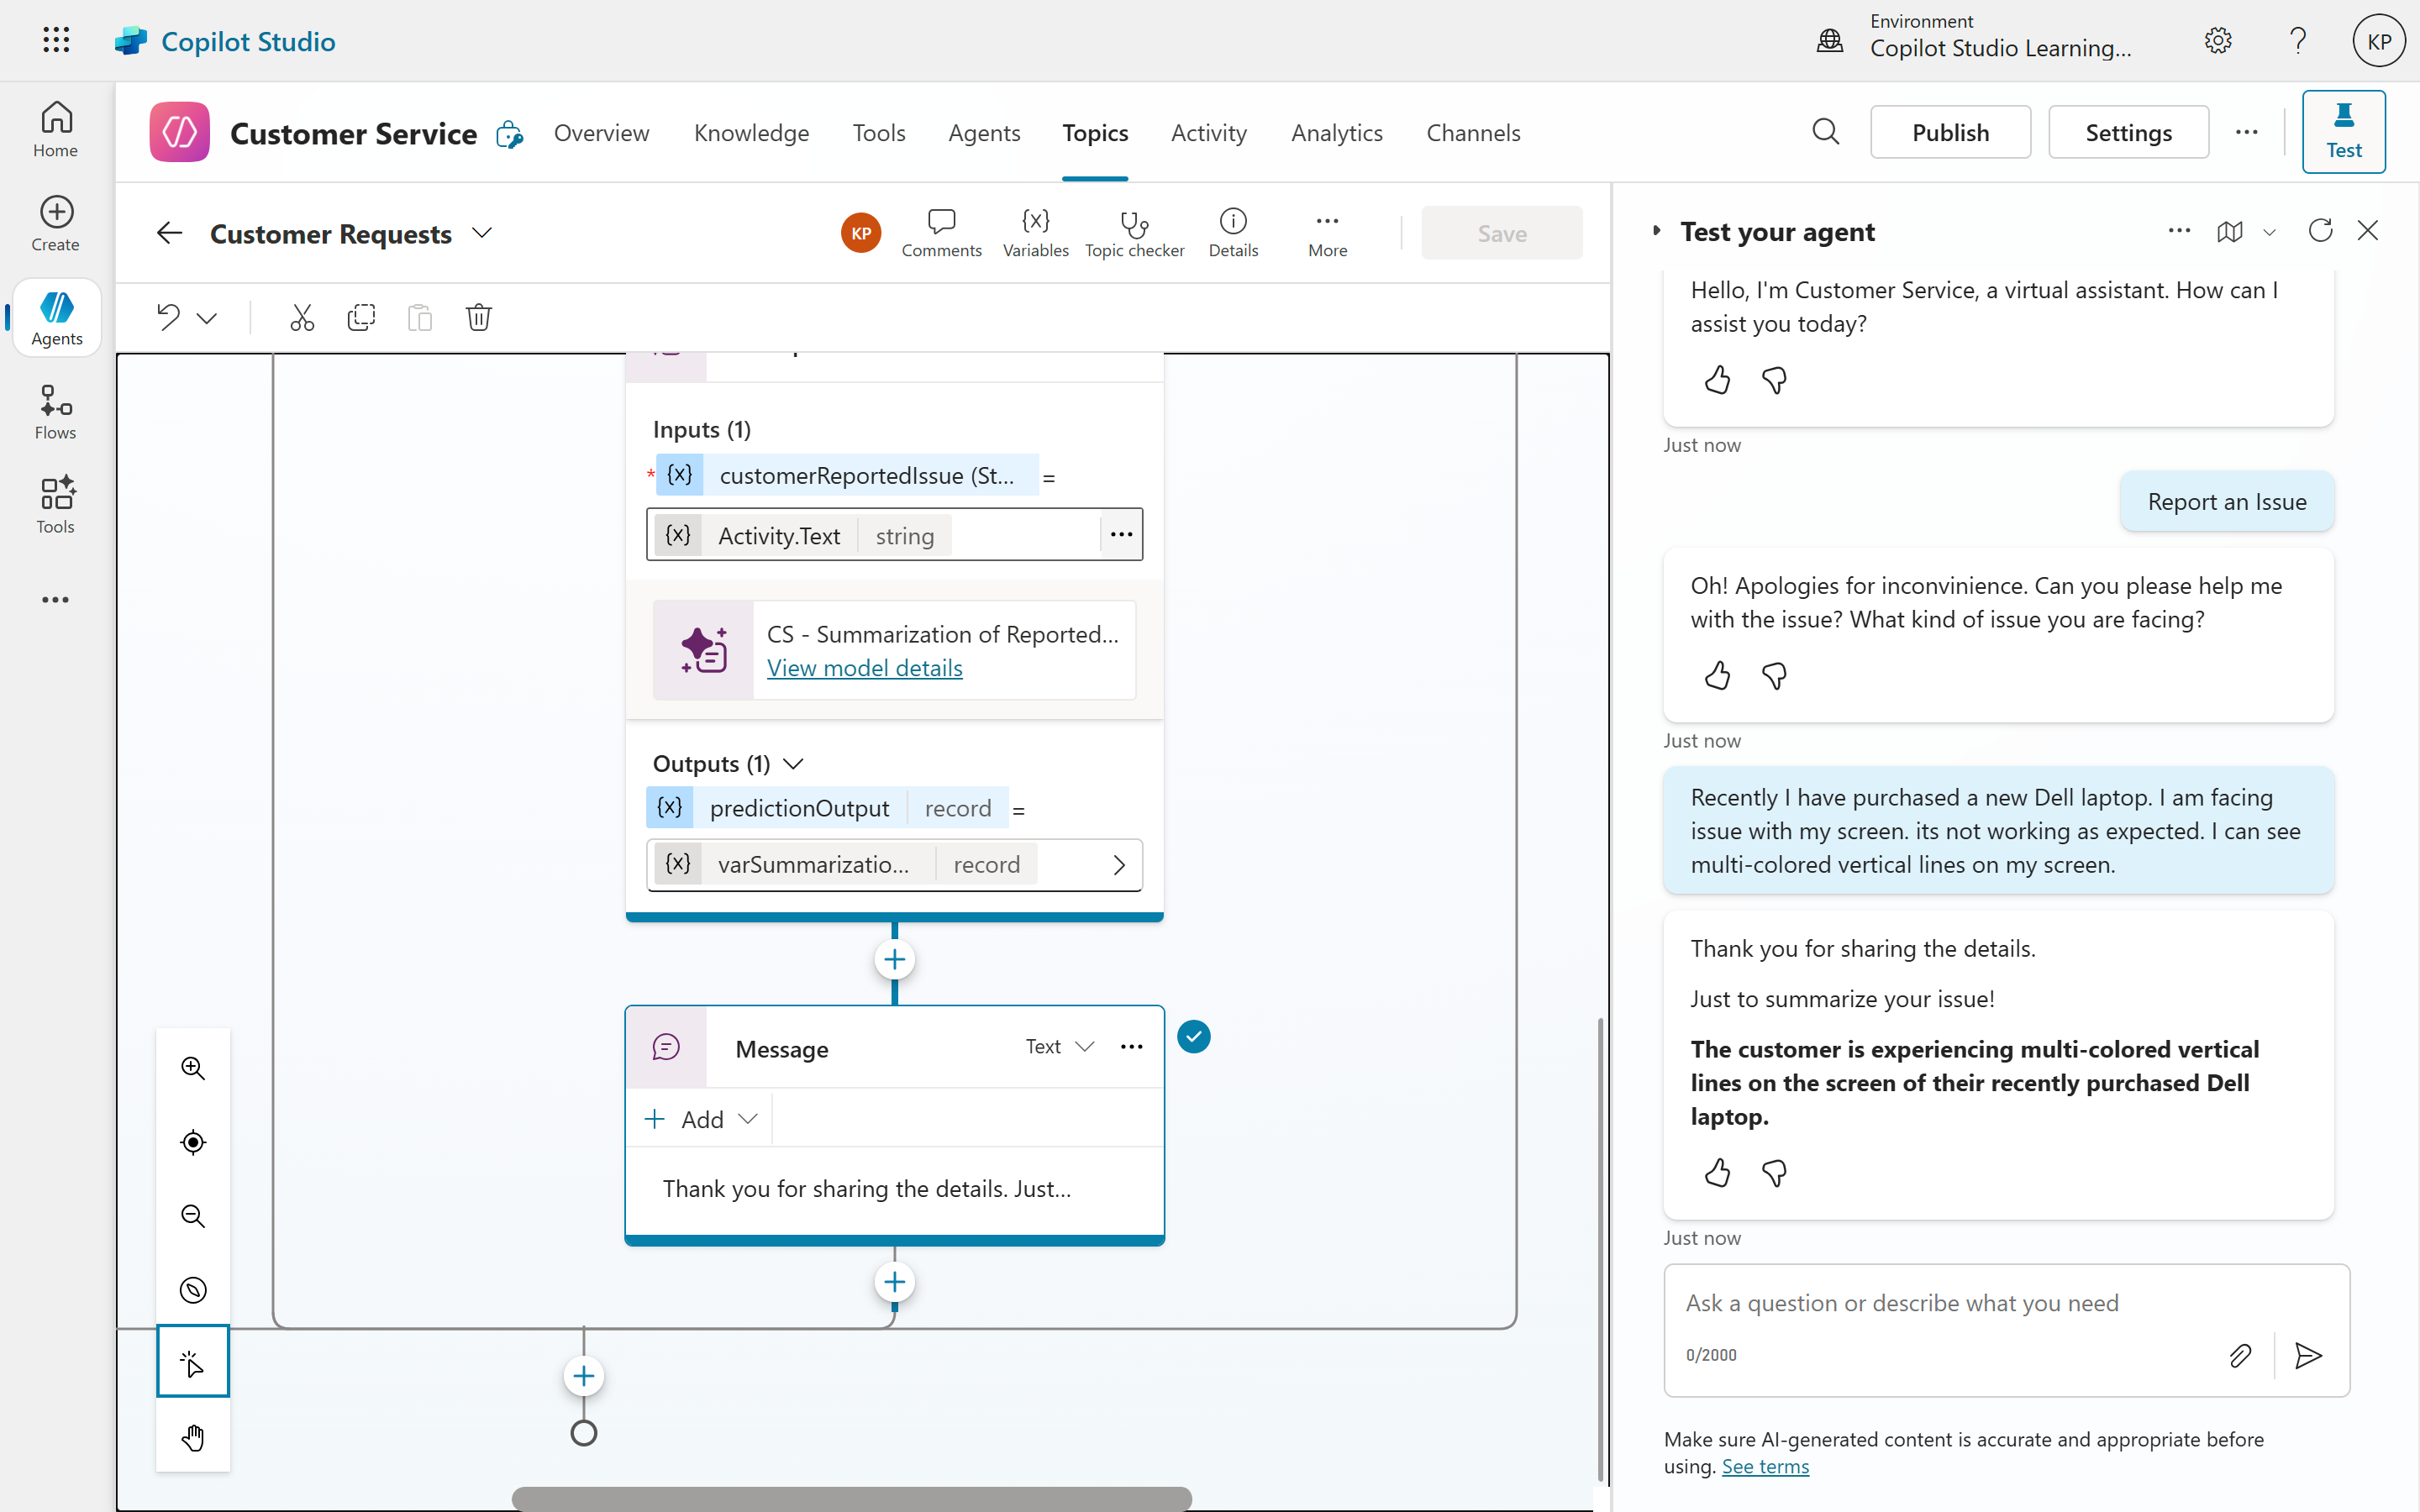 Copilot Studio
Environment
Copilot Studio Learning...
KP
Home
Create
Agents
Flows
Tools
Customer Service
Overview
Knowledge
Tools
Agents
Topics
Activity
Analytics
Channels
Publish
Settings
Test
Customer Requests
KP
Comments
Variables
Topic checker
Details
More
Save
Inputs (1)
* {x} customerReportedIssue (St... =
{x} Activity.Text string
CS - Summarization of Reported...
View model details
Outputs (1)
{x} predictionOutput record =
{x} varSummarizatio... record
Message
Text
Add
Thank you for sharing the details. Just...
Test your agent
Hello, I'm Customer Service, a virtual assistant. How can I
assist you today?
Just now
Report an Issue
Oh! Apologies for inconvinience. Can you please help me
with the issue? What kind of issue you are facing?
Just now
Recently I have purchased a new Dell laptop. I am facing
issue with my screen. its not working as expected. I can see
multi-colored vertical lines on my screen.
Thank you for sharing the details.
Just to summarize your issue!
The customer is experiencing multi-colored vertical
lines on the screen of their recently purchased Dell
laptop.
Just now
Ask a question or describe what you need
0/2000
Make sure AI-generated content is accurate and appropriate before
using. See terms